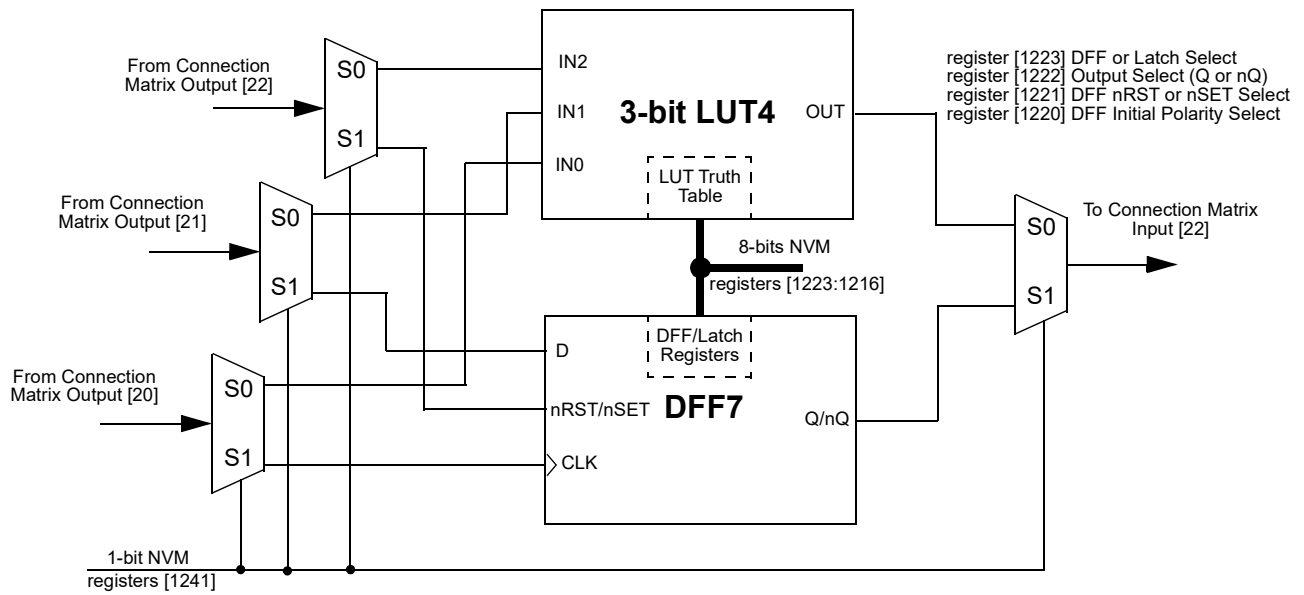 From Connection
Matrix Output [22]
S0
S1
IN2
IN1
IN0
3-bit LUT4
OUT
LUT Truth
Table
register [1223] DFF or Latch Select
register [1222] Output Select (Q or nQ)
register [1221] DFF nRST or nSET Select
register [1220] DFF Initial Polarity Select
From Connection
Matrix Output [21]
S0
S1
8-bits NVM
registers [1223:1216]
S0
S1
To Connection Matrix
Input [22]
From Connection
Matrix Output [20]
S0
S1
D
nRST/nSET
CLK
DFF/Latch
Registers
DFF7
Q/nQ
1-bit NVM
registers [1241]